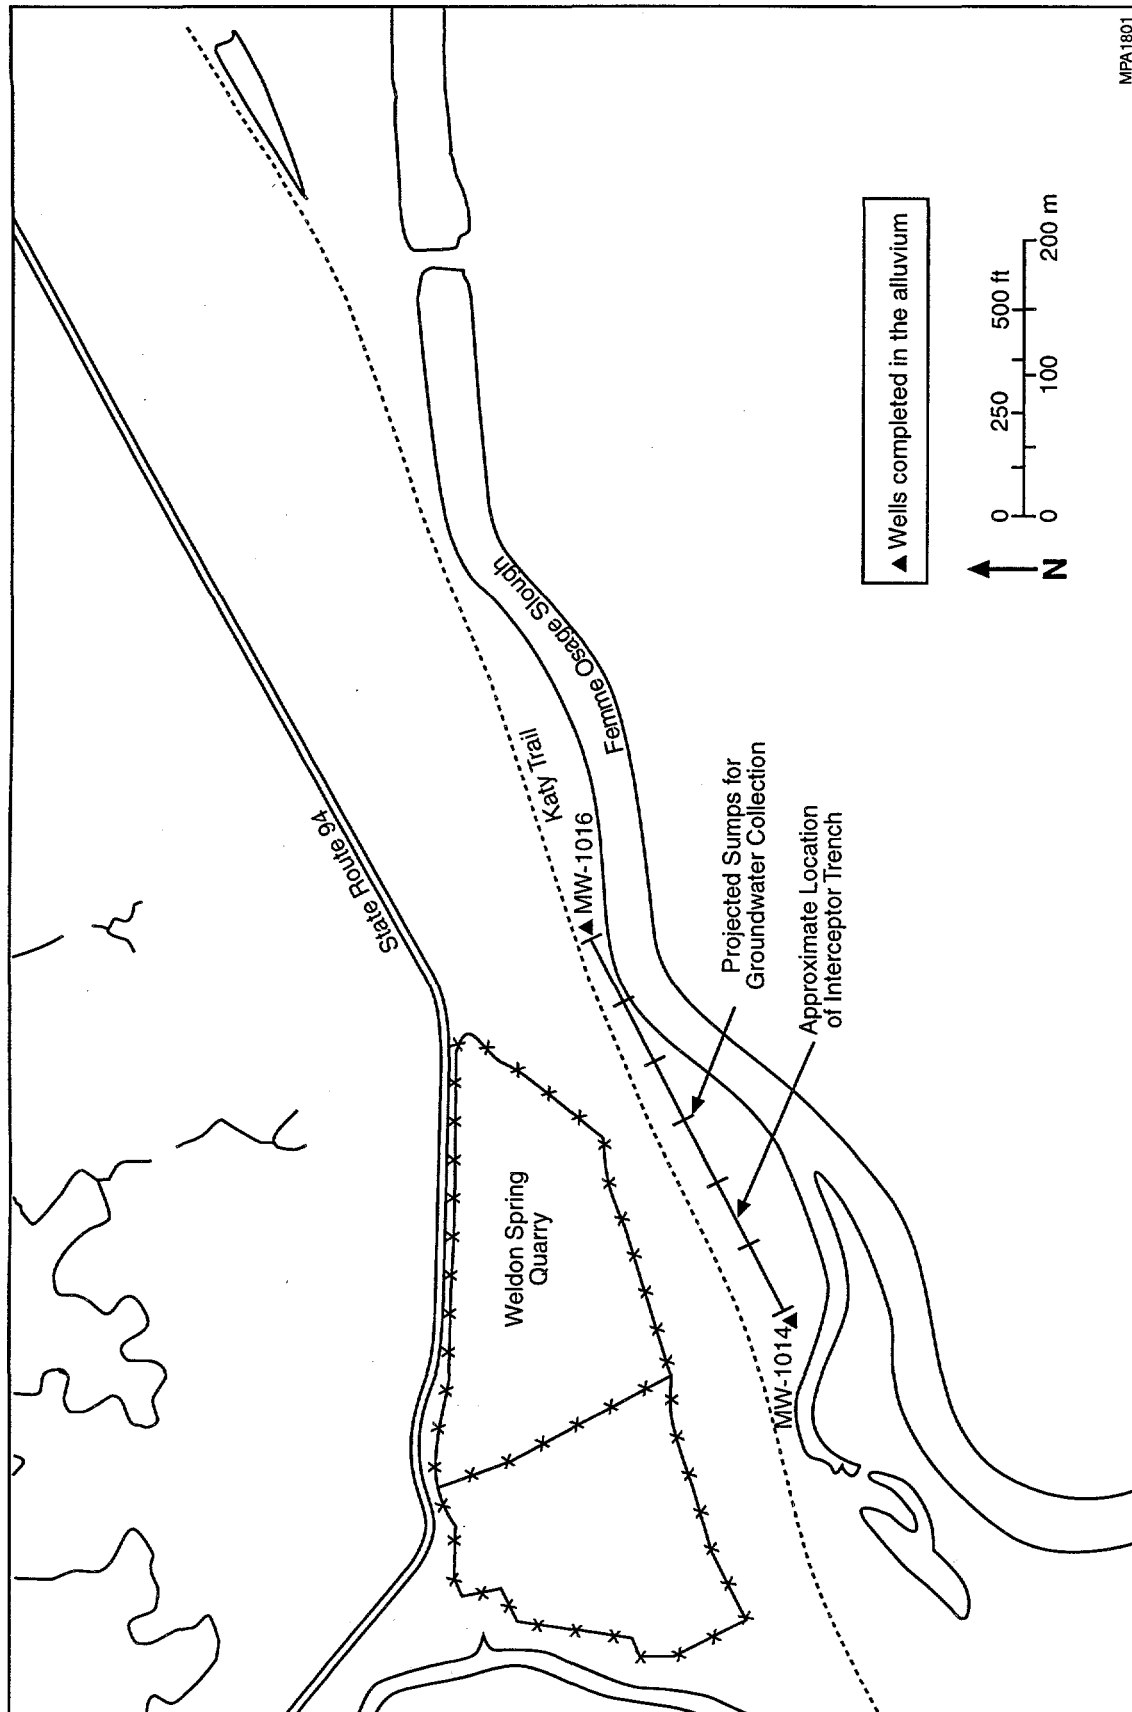 State Route 94
Katy Trail
Femme Osage Slough
Weldon Spring
Quarry
MW-1016
MW-1014
Projected Sumps for
Groundwater Collection
Approximate Location
of Interceptor Trench
▲ Wells completed in the alluvium
N
0 250 500 ft
0 100 200 m
MPA1801